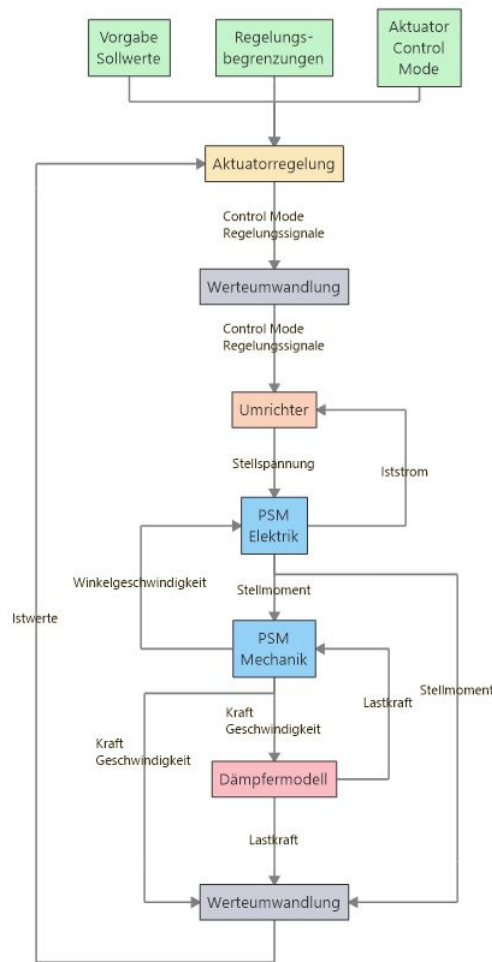 Vorgabe
Sollwerte
Regelungs-
begrenzungen
Aktuator
Control
Mode
Aktuatorregelung
Control Mode
Regelungssignale
Werteumwandlung
Control Mode
Regelungssignale
Umrichter
Stellspannung
Iststrom
PSM
Elektrik
Winkelgeschwindigkeit
Stellmoment
Istwerte
PSM
Mechanik
Stellmoment
Lastkraft
Kraft
Geschwindigkeit
Kraft
Geschwindigkeit
Dämpfermodell
Lastkraft
Werteumwandlung